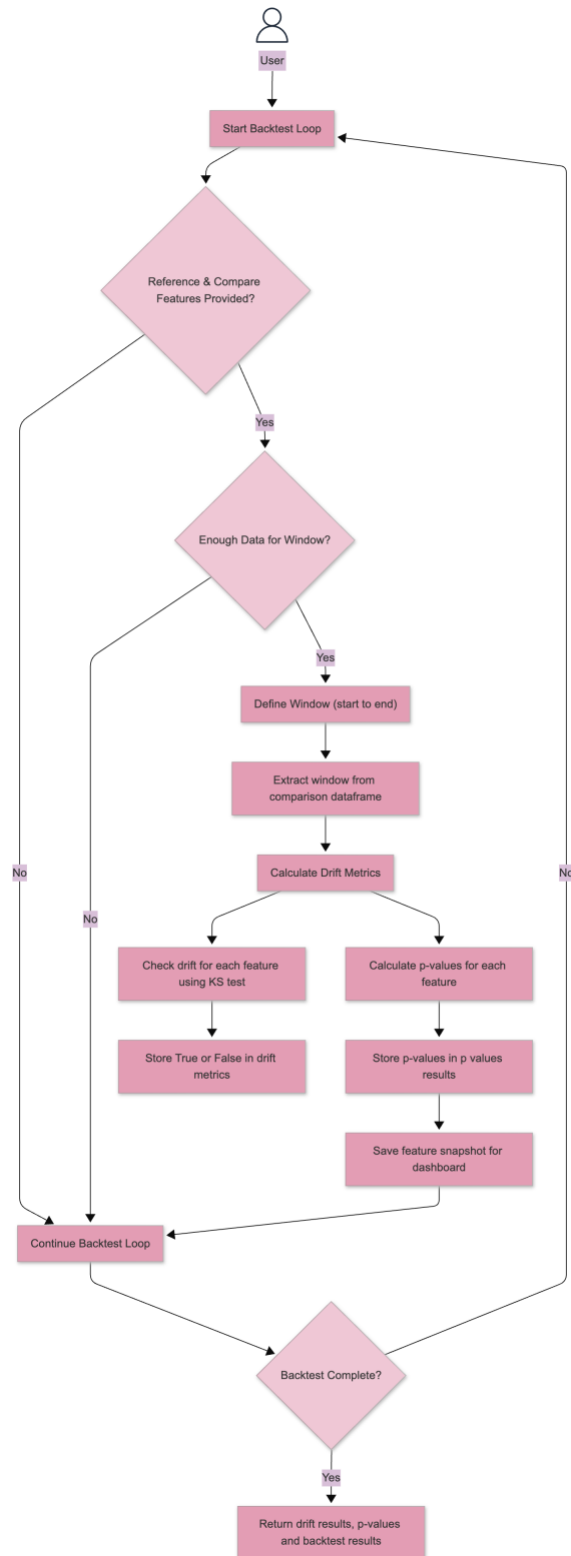 User
Start Backtest Loop
Reference & Compare
Features Provided?
Yes
Enough Data for Window?
Yes
Define Window (start to end)
Extract window from
comparison dataframe
Calculate Drift Metrics
No
No
No
Check drift for each feature
using KS test
Calculate p-values for each
feature
Store True or False in drift
metrics
Store p-values in p values
results
Save feature snapshot for
dashboard
Continue Backtest Loop
Backtest Complete?
Yes
Return drift results, p-values
and backtest results